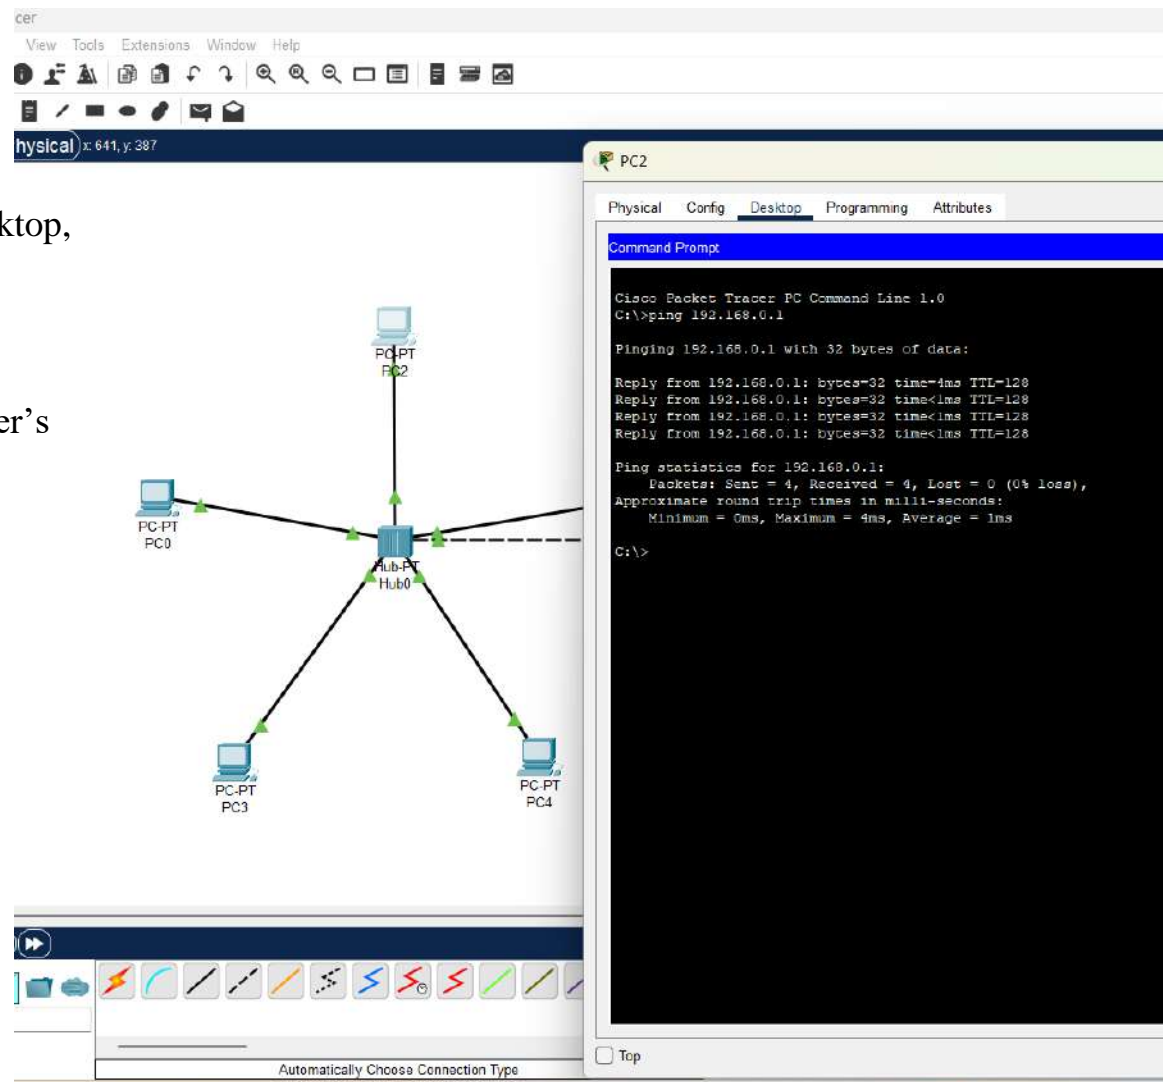 cer
View Tools Extensions Window Help
hysical x: 641, y: 387
ktop,
er's
PC-PT
PC2
PC-PT
PC0
Hub-PT
Hub0
PC-PT
PC3
PC-PT
PC4
Automatically Choose Connection Type
PC2
Physical Config Desktop Programming Attributes
Command Prompt
Cisco Packet Tracer PC Command Line 1.0
C:\>ping 192.168.0.1
Pinging 192.168.0.1 with 32 bytes of data:
Reply from 192.168.0.1: bytes=32 time=4ms TTL=128
Reply from 192.168.0.1: bytes=32 time<1ms TTL=128
Reply from 192.168.0.1: bytes=32 time<1ms TTL=128
Reply from 192.168.0.1: bytes=32 time<1ms TTL=128
Ping statistics for 192.168.0.1:
Packets: Sent = 4, Received = 4, Lost = 0 (0% loss),
Approximate round trip times in milli-seconds:
Minimum = 0ms, Maximum = 4ms, Average = 1ms
C:\>
Top